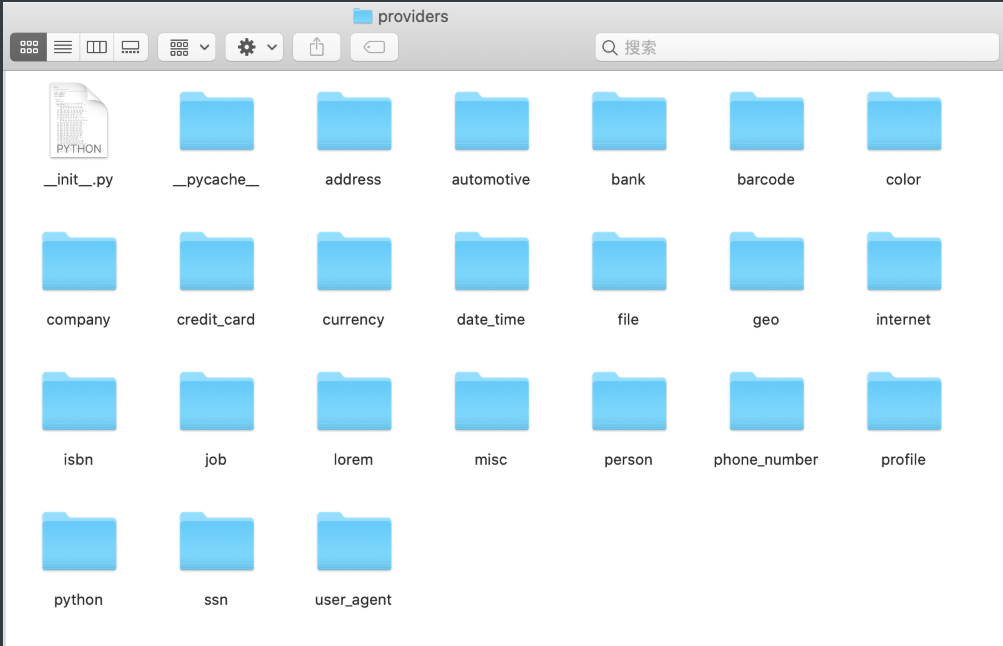 providers
搜索
PYTHON
__init__.py
__pycache__
address
automotive
bank
barcode
color
company
credit_card
currency
date_time
file
geo
internet
isbn
job
lorem
misc
person
phone_number
profile
python
ssn
user_agent